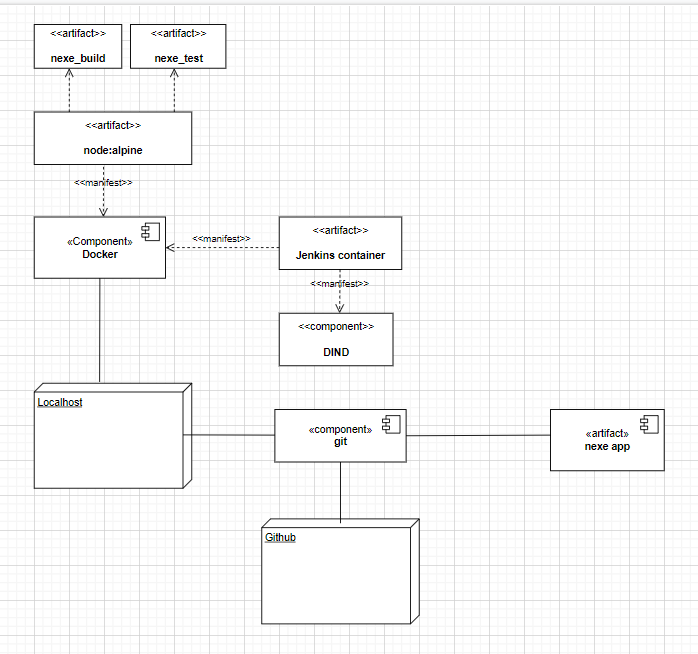 <<artifact>>
nexe_build
<<artifact>>
nexe_test
<<artifact>>
node:alpine
<<manifest>>
«Component»
Docker
<<manifest>>
<<artifact>>
Jenkins container
<<manifest>>
<<component>>
DIND
Localhost
«component»
git
«artifact»
nexe app
Github